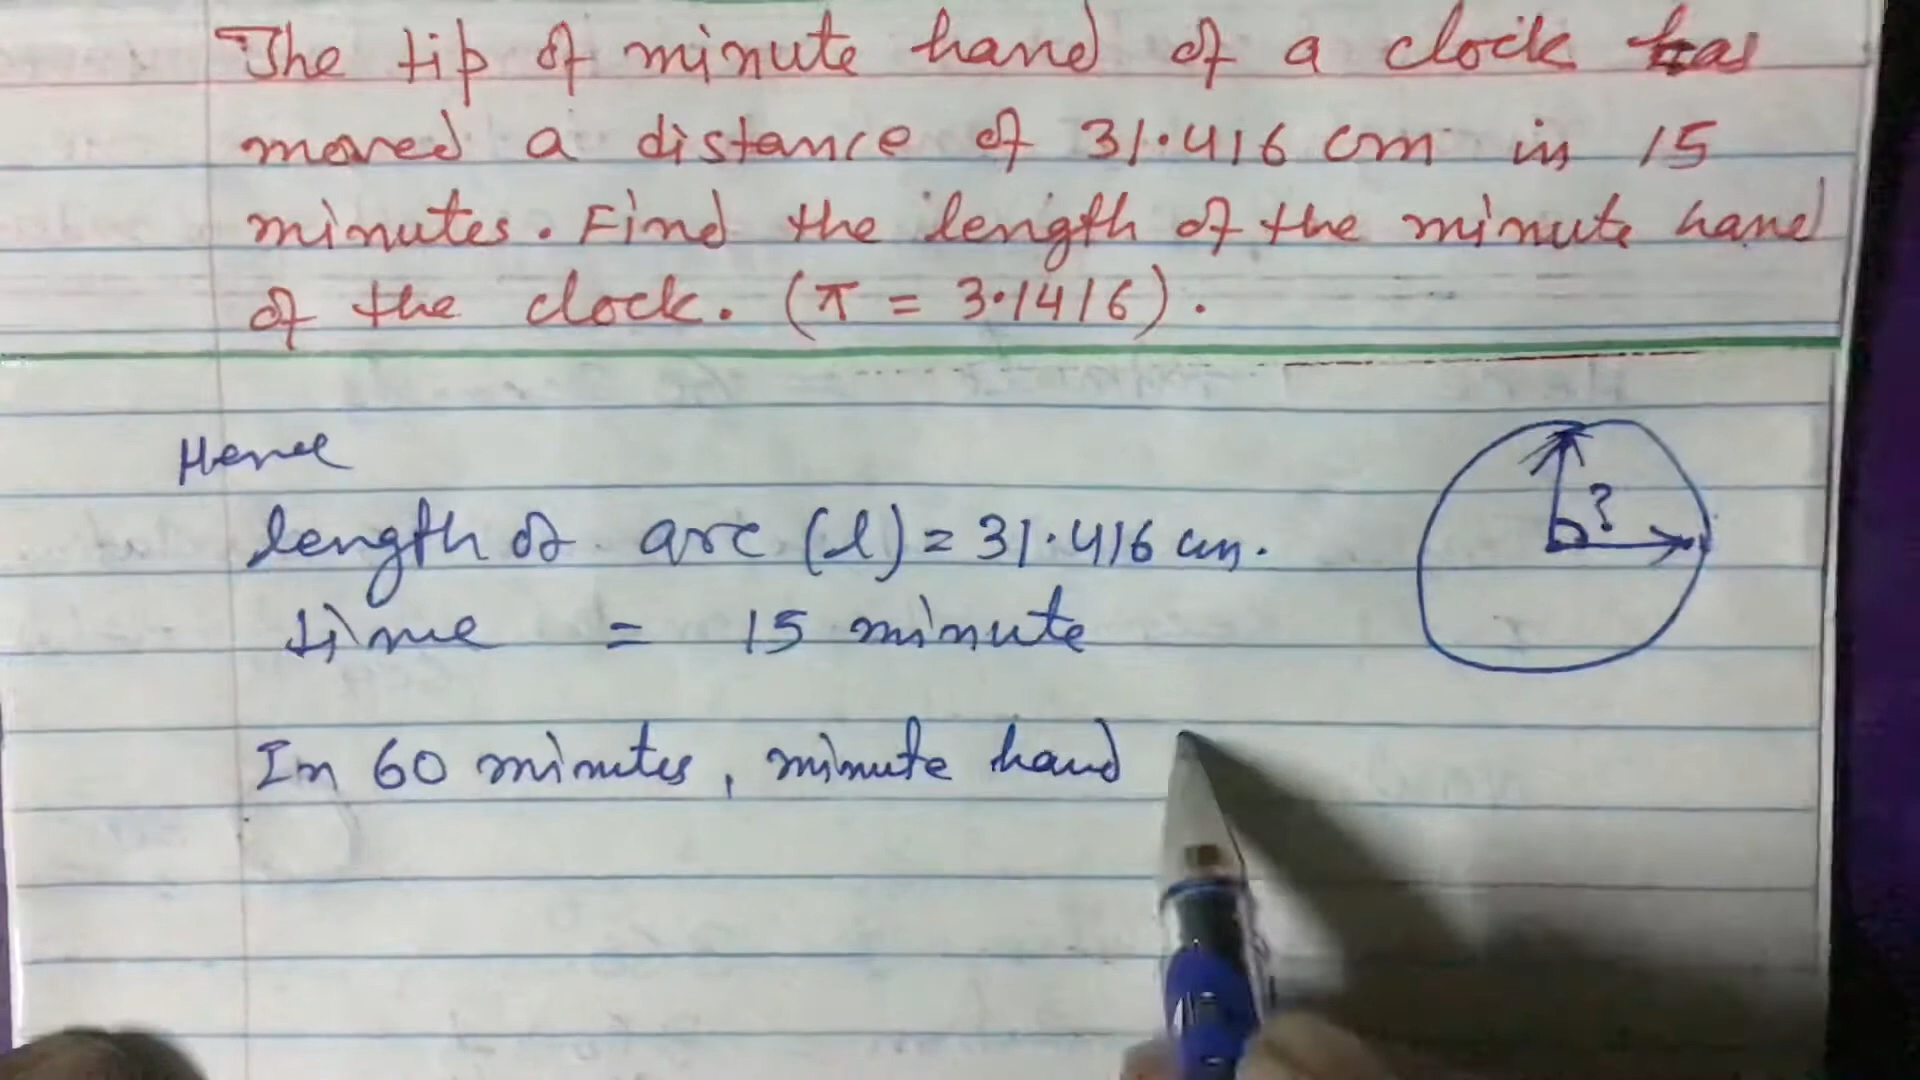 The tip of minute hand of a clock has
moved a distance of 31.416 cm in 15
minutes. Find the length of the minute hand
of the clock. (π = 3.1416).
Here
length of arc (l) = 31.416 cm.
?
time = 15 minute
In 60 minutes, minute hand